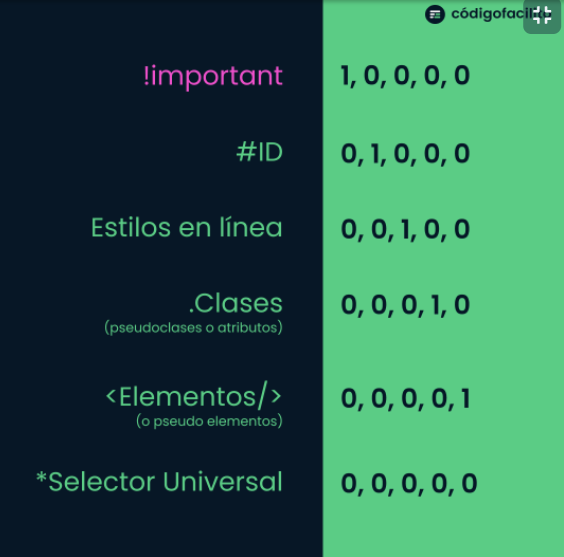 !important 1, 0, 0, 0, 0
#ID 0, 1, 0, 0, 0
Estilos en línea 0, 0, 1, 0, 0
.Clases 0, 0, 0, 1, 0
(pseudoclases o atributos)
<Elementos/> 0, 0, 0, 0, 1
(o pseudo elementos)
*Selector Universal 0, 0, 0, 0, 0